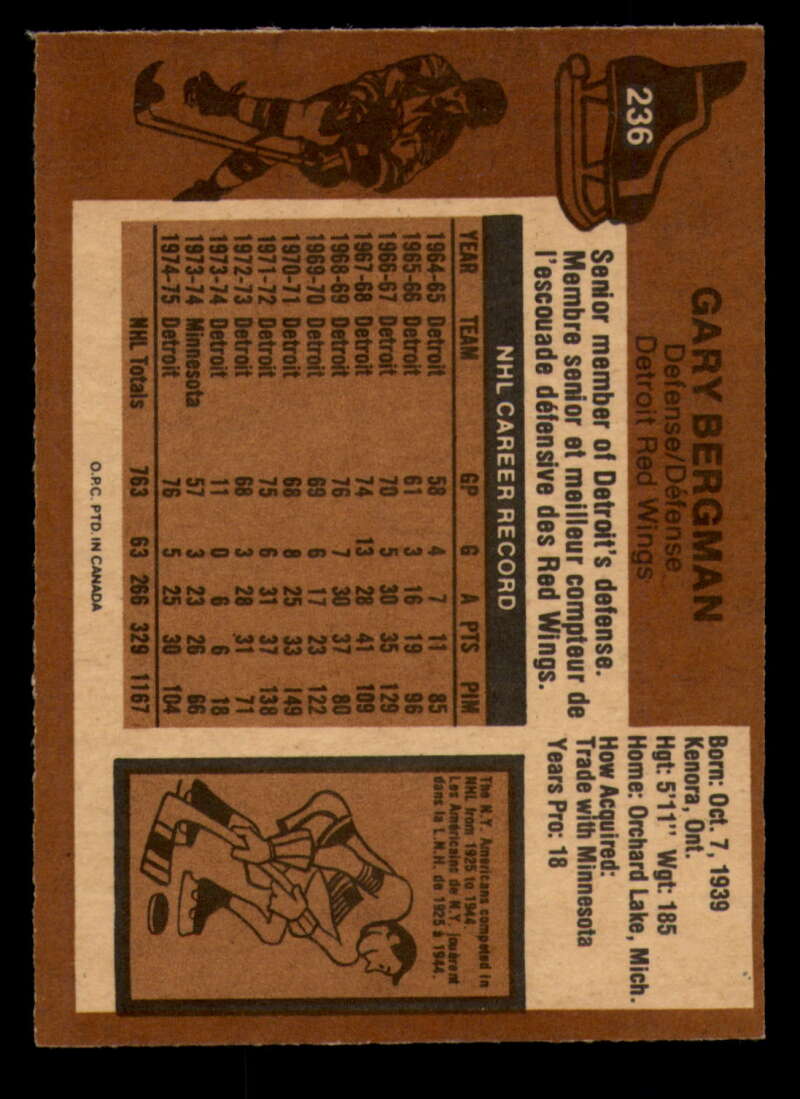 236
GARY BERGMAN
Defense/Défense
Detroit Red Wings
Born: Oct. 7, 1939
Kenora, Ont.
Hgt: 5'11" Wgt: 185
Home: Orchard Lake, Mich.
How Acquired:
Trade with Minnesota
Years Pro: 18
Senior member of Detroit's defense.
Membre senior et meilleur compteur de
l'escouade défensive des Red Wings.
NHL CAREER RECORD
YEAR TEAM GP G A PTS PIM
1964-65 Detroit 58 4 7 11 85
1965-66 Detroit 61 3 16 19 96
1966-67 Detroit 70 5 30 35 129
1967-68 Detroit 74 13 28 41 109
1968-69 Detroit 76 7 30 37 80
1969-70 Detroit 69 6 17 23 122
1970-71 Detroit 68 8 25 33 149
1971-72 Detroit 75 6 31 37 138
1972-73 Detroit 68 3 28 31 71
1973-74 Detroit 11 0 6 6 18
1973-74 Minnesota 57 3 23 26 66
1974-75 Detroit 76 5 25 30 104
NHL Totals 763 63 266 329 1167
The N.Y. Americans competed in
NHL from 1925 to 1944.
Les Américains de N.Y. jouèrent
dans la L.N.H. de 1925 à 1944.
O.P.C. PTD. IN CANADA